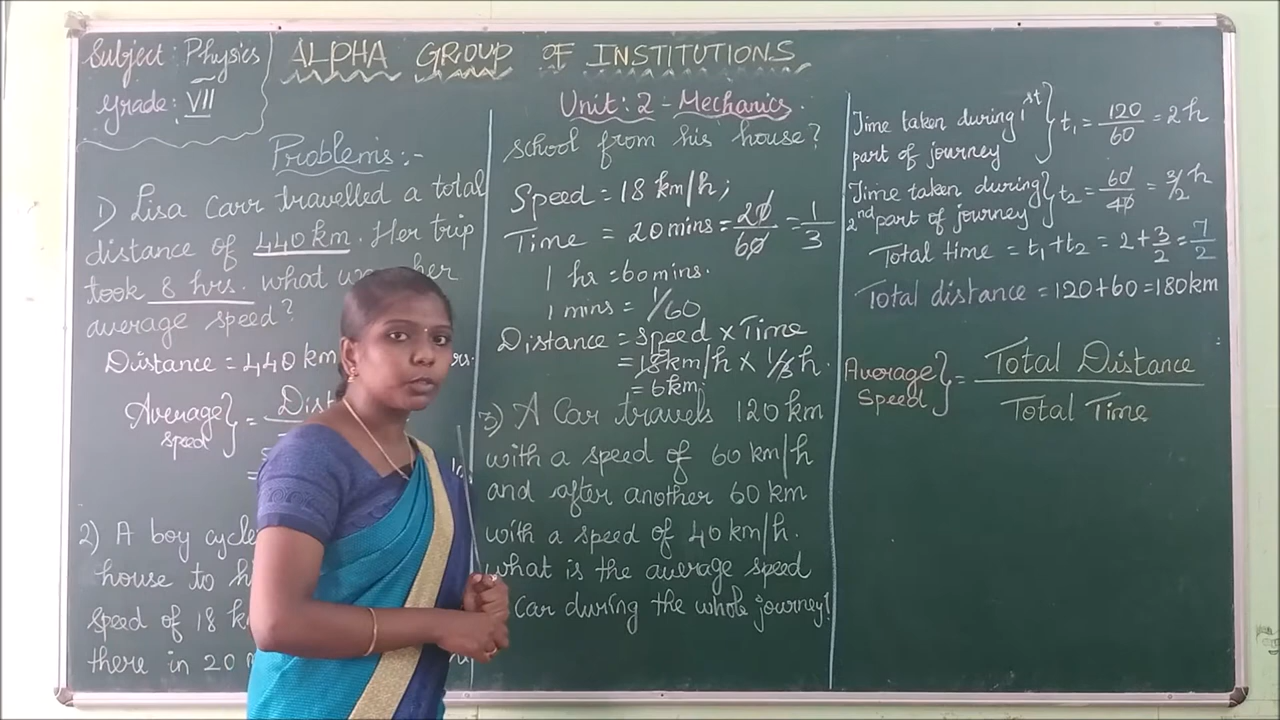 Subject: Physics
Grade: VII
ALPHA GROUP OF INSTITUTIONS
Unit: 2 - Mechanics.
Problems:-
1) Lisa Carr travelled a total
distance of 440 km. Her trip
took 8 hrs. what was her
average speed?
Distance = 440 km
Average speed } =
2) A boy cycle
house to
speed of 18 k
there in 20
school from his house?
Speed = 18 km/h;
Time = 20 mins = 20/60 = 1/3
1 hr = 60 mins.
1 mins = 1/60
Distance = Speed × Time
= 18 km/h × 1/3 h.
= 6 km.
3) A Car travels 120 km
with a speed of 60 km/h
and after another 60 km
with a speed of 40 km/h.
what is the average speed
Car during the whole journey?
Time taken during 1st
part of journey } t₁ = 120/60 = 2 h
Time taken during
2nd part of journey } t₂ = 60/40 = 3/2 h
Total time = t₁ + t₂ = 2 + 3/2 = 7/2
Total distance = 120 + 60 = 180 km
Average Speed } = Total Distance / Total Time